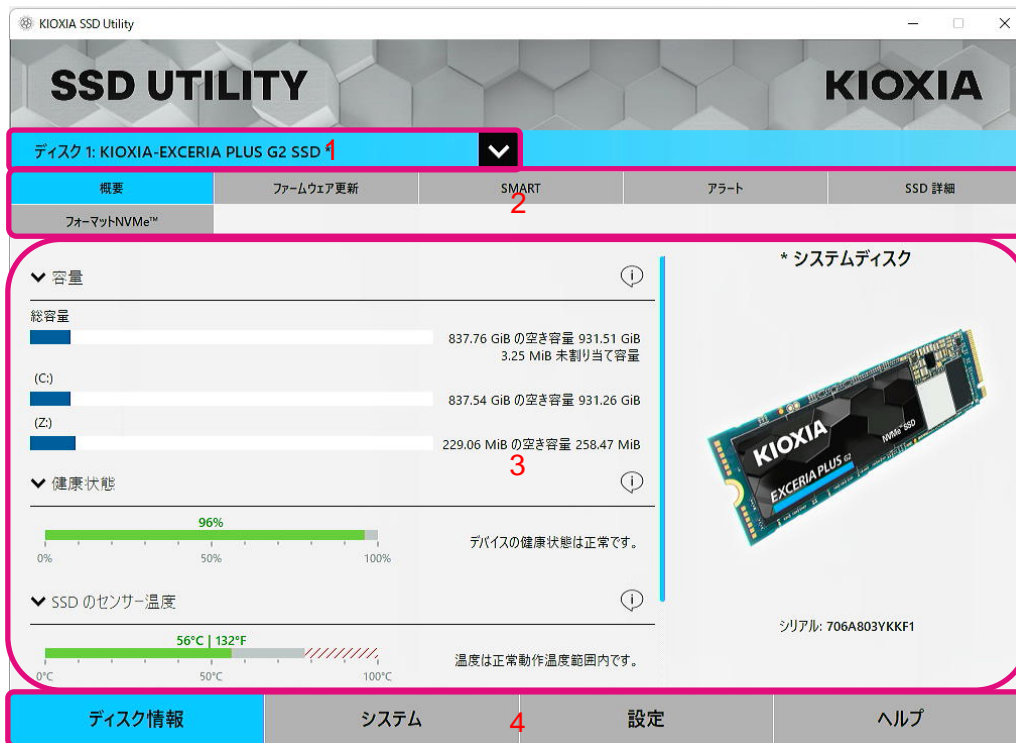 KIOXIA SSD Utility
SSD UTILITY
KIOXIA
ディスク 1: KIOXIA-EXCERIA PLUS G2 SSD *
1
概要
ファームウェア更新
SMART
アラート
SSD 詳細
2
フォーマットNVMe™
容量
* システムディスク
総容量
837.76 GiB の空き容量 931.51 GiB
3.25 MiB 未割り当て容量
(C:)
837.54 GiB の空き容量 931.26 GiB
(Z:)
229.06 MiB の空き容量 258.47 MiB
3
KIOXIA
NVMe™ SSD
EXCERIA PLUS G2
健康状態
96%
デバイスの健康状態は正常です。
0%
50%
100%
SSD のセンサー温度
シリアル: 706A803YKKF1
56°C | 132°F
温度は正常動作温度範囲内です。
0°C
50°C
100°C
ディスク情報
システム
4
設定
ヘルプ